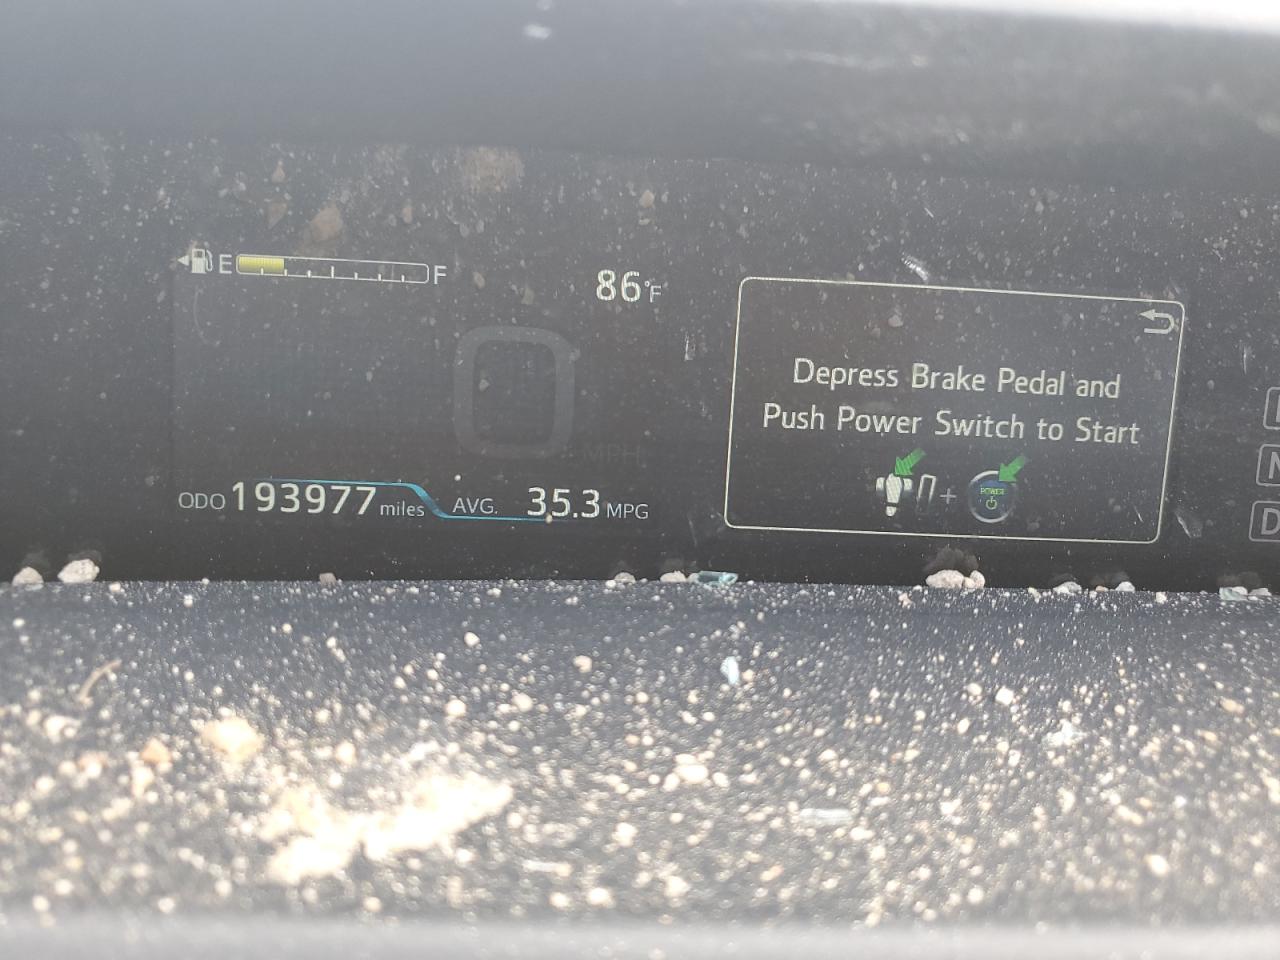 E F
86°F
0
MPH
ODO 193977 miles AVG. 35.3 MPG
Depress Brake Pedal and
Push Power Switch to Start
+ POWER
N
D